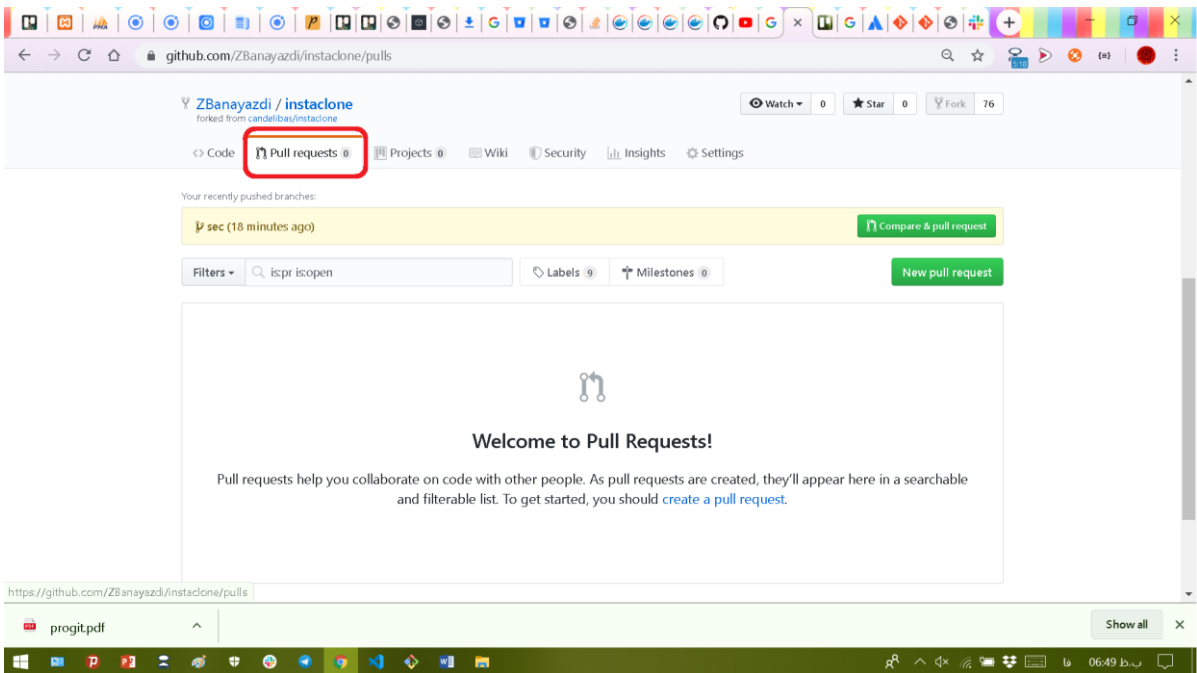 github.com/ZBanayazdi/instaclone/pulls
5:10
ZBanayazdi / instaclone
forked from candelibas/instaclone
Watch 0
Star 0
Fork 76
Code
Pull requests 0
Projects 0
Wiki
Security
Insights
Settings
Your recently pushed branches:
sec (18 minutes ago)
Compare & pull request
Filters
is:pr is:open
Labels 9
Milestones 0
New pull request
Welcome to Pull Requests!
Pull requests help you collaborate on code with other people. As pull requests are created, they’ll appear here in a searchable
and filterable list. To get started, you should create a pull request.
https://github.com/ZBanayazdi/instaclone/pulls
progit.pdf
Show all
فا
06:49 ب.ظ